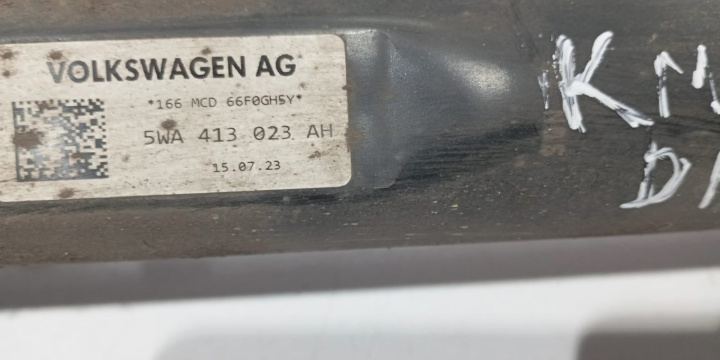 VOLKSWAGEN AG
*166 MCD 66F0GH5Y*
5WA 413 023 AH
15.07.23